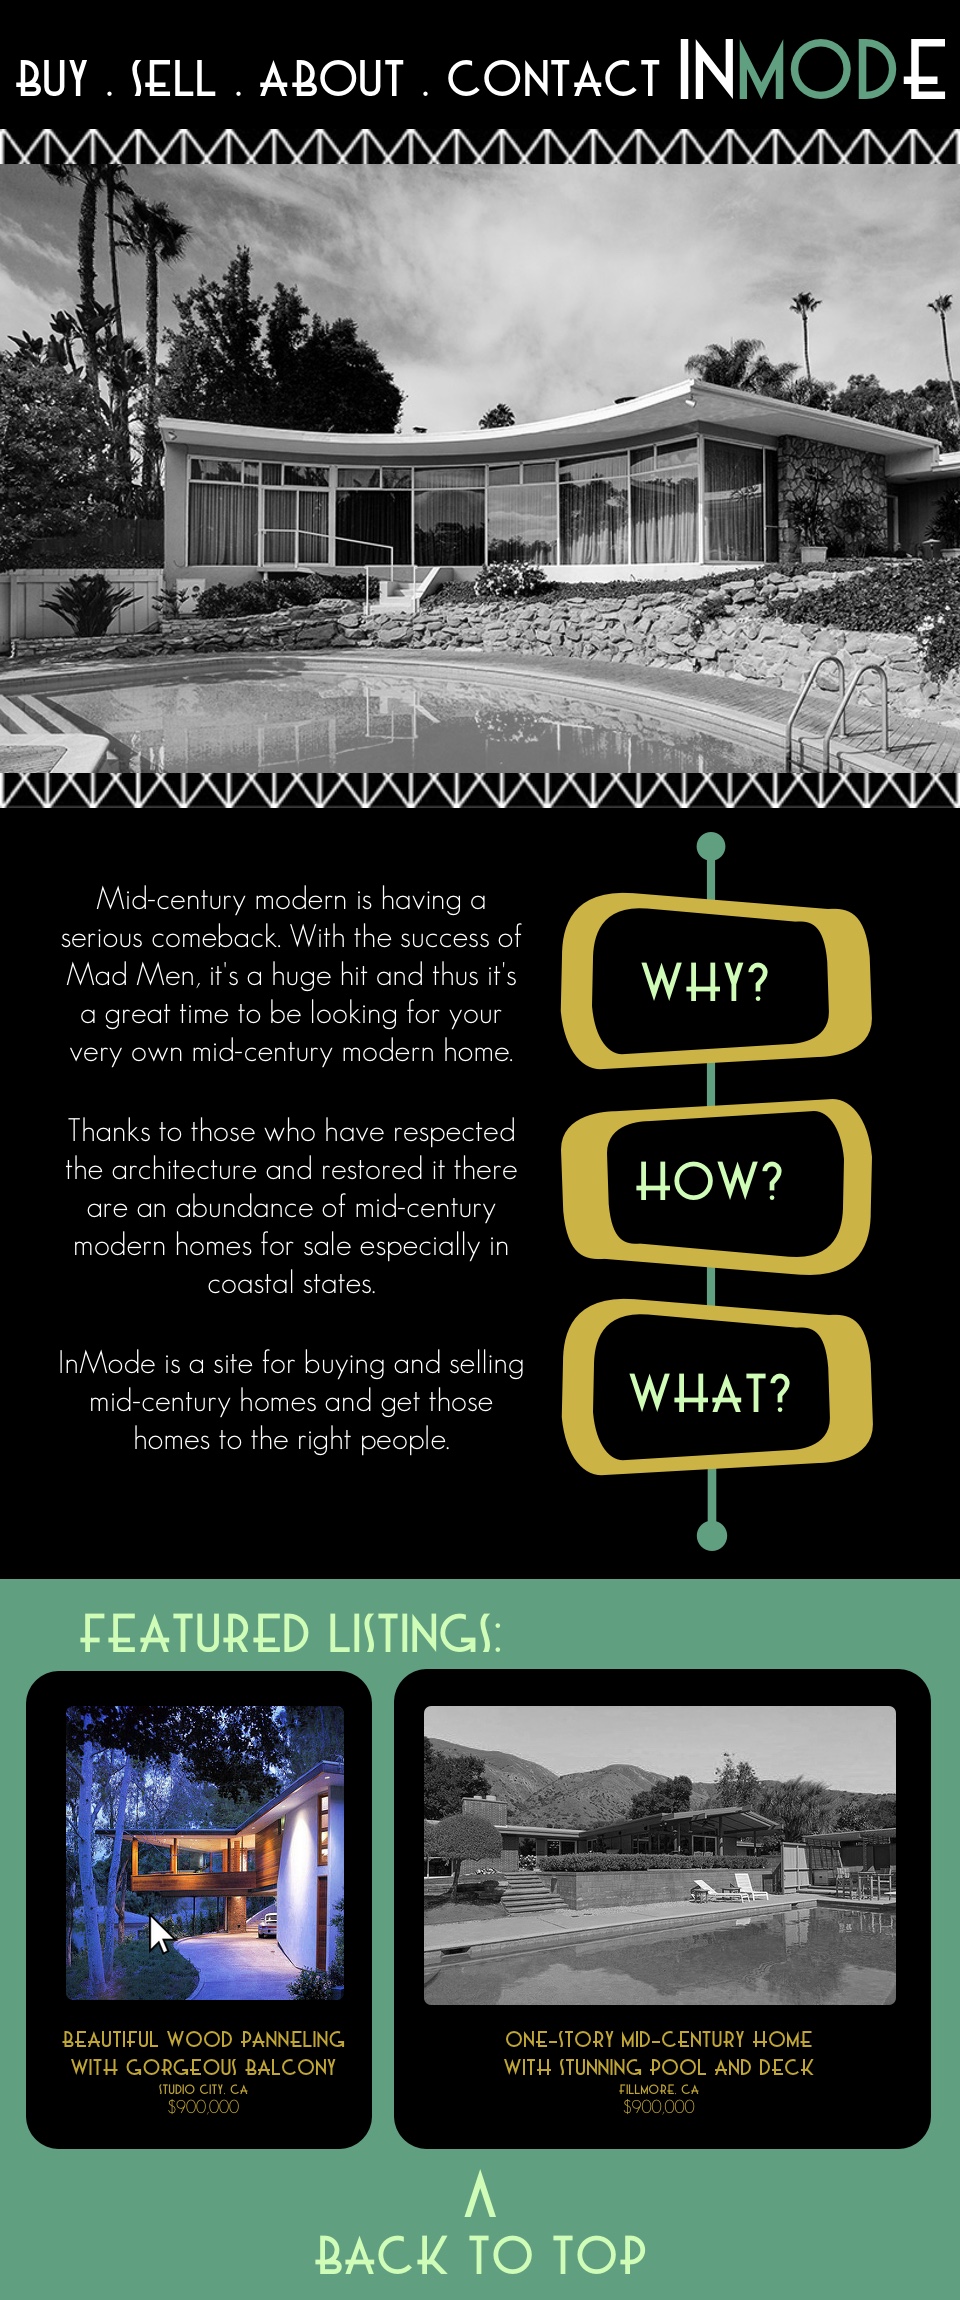 BUY . SELL . ABOUT . CONTACT INMODE
Mid-century modern is having a
serious comeback. With the success of
Mad Men, it's a huge hit and thus it's
a great time to be looking for your
very own mid-century modern home.
WHY?
Thanks to those who have respected
the architecture and restored it there
are an abundance of mid-century
modern homes for sale especially in
coastal states.
HOW?
InMode is a site for buying and selling
mid-century homes and get those
homes to the right people.
WHAT?
FEATURED LISTINGS:
BEAUTIFUL WOOD PANNELING
WITH GORGEOUS BALCONY
STUDIO CITY, CA
$900,000
ONE-STORY MID-CENTURY HOME
WITH STUNNING POOL AND DECK
FILLMORE, CA
$900,000
BACK TO TOP